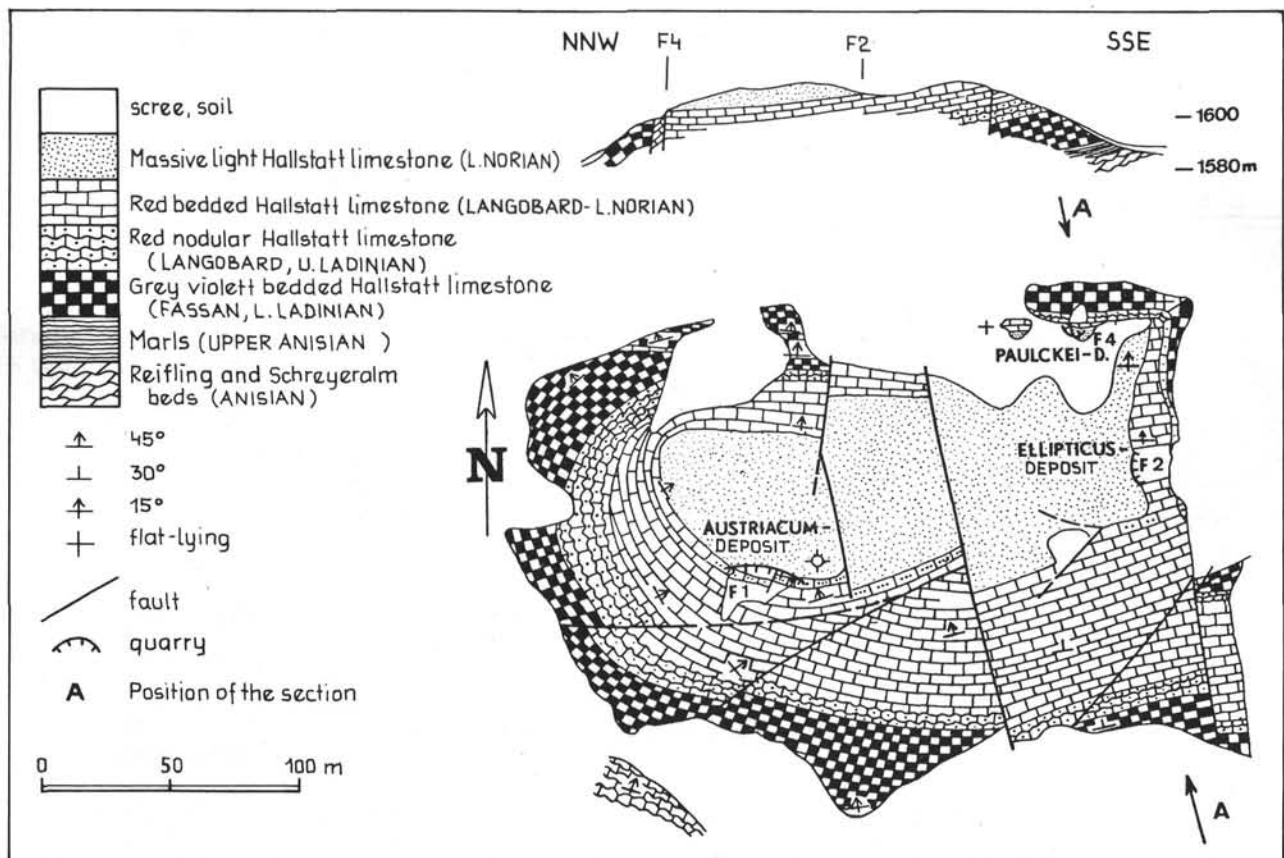 NNW F4 F2 SSE
1600
1580m
A
scree, soil
Massive light Hallstatt limestone (L.NORIAN)
Red bedded Hallstatt limestone (LANGOBARD-L.NORIAN)
Red nodular Hallstatt limestone
(LANGOBARD, U.LADINIAN)
Grey violett bedded Hallstatt limestone
(FASSAN, L.LADINIAN)
Marls (UPPER ANISIAN )
Reifling and Schreyeralm
beds (ANISIAN)
45°
30°
15°
flat-lying
fault
quarry
A Position of the section
0 50 100 m
N
F4
PAULCKEI-D.
ELLIPTICUS-
DEPOSIT
F2
AUSTRIACUM-
DEPOSIT
F1
A